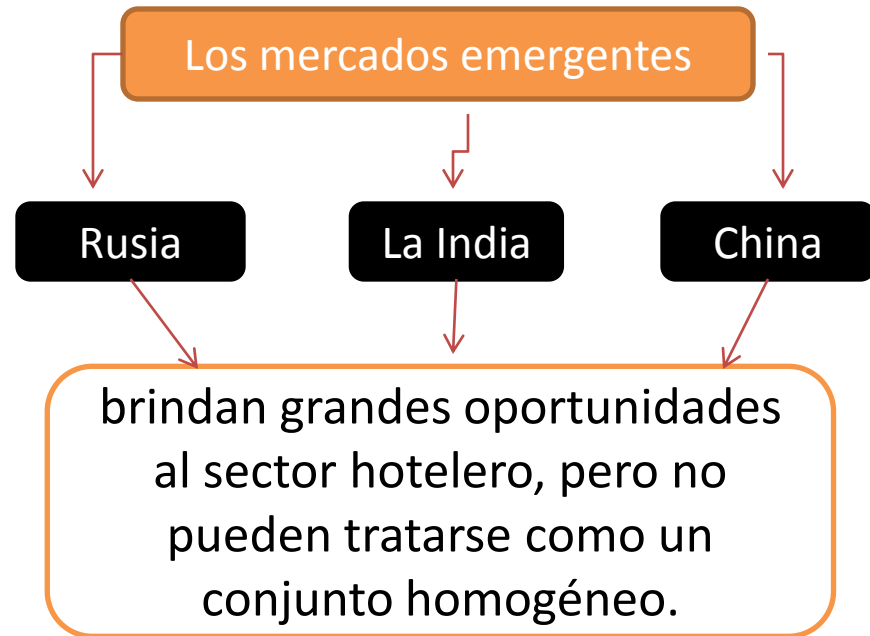 Los mercados emergentes
Rusia
La India
China
brindan grandes oportunidades
al sector hotelero, pero no
pueden tratarse como un
conjunto homogéneo.